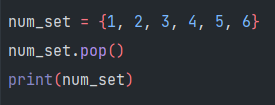 num_set = {1, 2, 3, 4, 5, 6}
num_set.pop()
print(num_set)